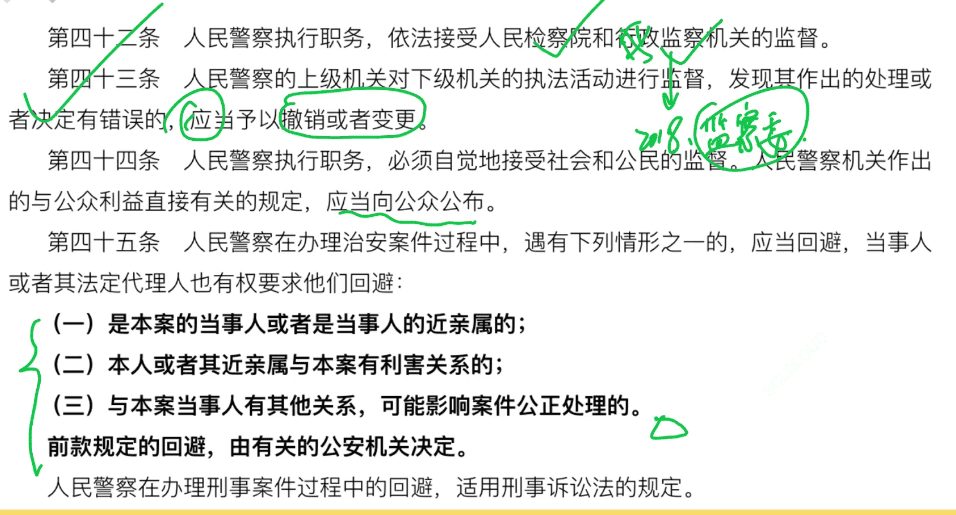 第四十二条　人民警察执行职务，依法接受人民检察院和行政监察机关的监督。
第四十三条　人民警察的上级机关对下级机关的执法活动进行监督，发现其作出的处理或
者决定有错误的，应当予以撤销或者变更。
2018.监察委.
第四十四条　人民警察执行职务，必须自觉地接受社会和公民的监督。人民警察机关作出
的与公众利益直接有关的规定，应当向公众公布。
第四十五条　人民警察在办理治安案件过程中，遇有下列情形之一的，应当回避，当事人
或者其法定代理人也有权要求他们回避：
（一）是本案的当事人或者是当事人的近亲属的；
（二）本人或者其近亲属与本案有利害关系的；
（三）与本案当事人有其他关系，可能影响案件公正处理的。
前款规定的回避，由有关的公安机关决定。
人民警察在办理刑事案件过程中的回避，适用刑事诉讼法的规定。